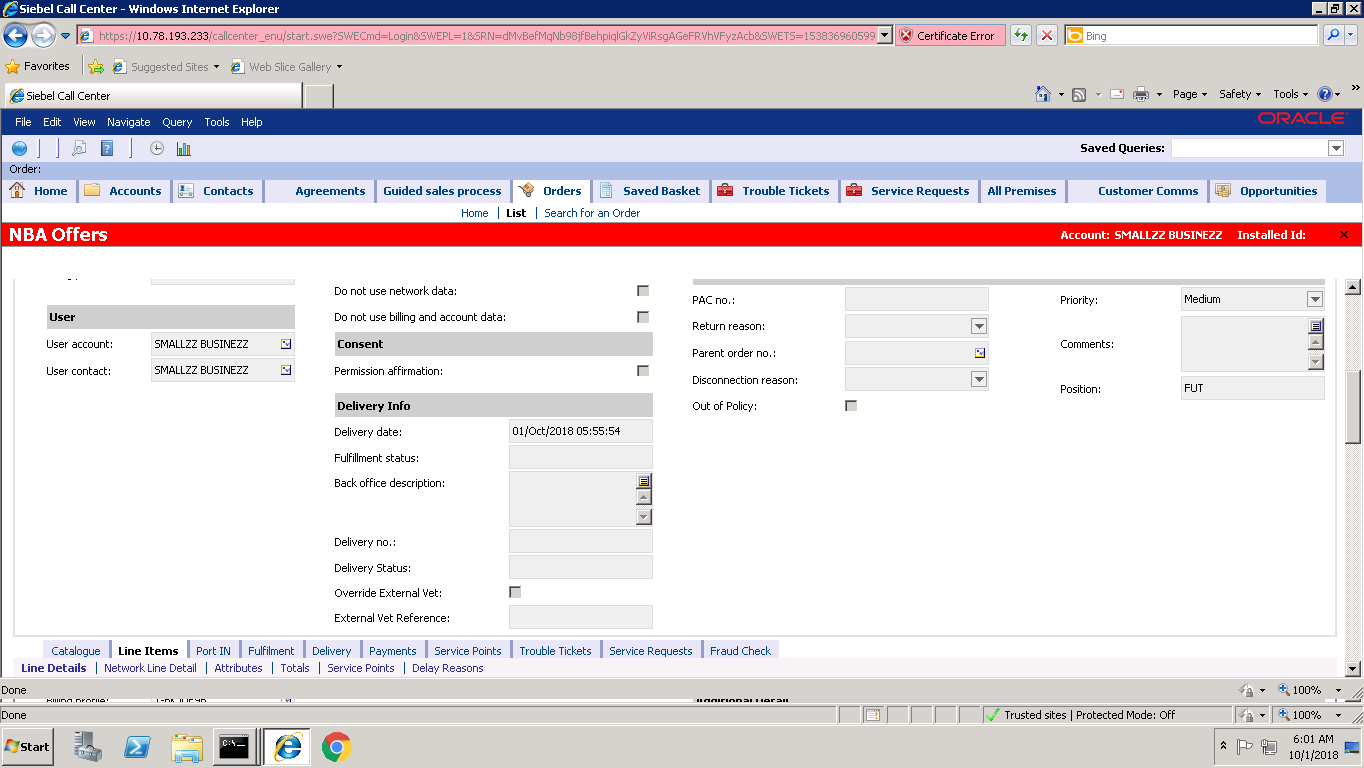 Siebel Call Center - Windows Internet Explorer
https://10.78.193.233/callcenter_enu/start.swe?SWECmd=Login&SWEPL=1&SRN=dMvBefMqNb98jfBehpiqlGkZyViRsgAGeFRVhVFyzAcb&SWETS=153836960599
Certificate Error
Bing
Favorites
Suggested Sites
Web Slice Gallery
Siebel Call Center
Page
Safety
Tools
File Edit View Navigate Query Tools Help
ORACLE
Saved Queries:
Order:
Home
Accounts
Contacts
Agreements
Guided sales process
Orders
Saved Basket
Trouble Tickets
Service Requests
All Premises
Customer Comms
Opportunities
Home | List | Search for an Order
NBA Offers
Account: SMALLZZ BUSINEZZ Installed Id:
User
User account: SMALLZZ BUSINEZZ
User contact: SMALLZZ BUSINEZZ
Do not use network data:
Do not use billing and account data:
Consent
Permission affirmation:
Delivery Info
Delivery date: 01/Oct/2018 05:55:54
Fulfillment status:
Back office description:
Delivery no.:
Delivery Status:
Override External Vet:
External Vet Reference:
PAC no.:
Return reason:
Parent order no.:
Disconnection reason:
Out of Policy:
Priority: Medium
Comments:
Position: FUT
Catalogue Line Items Port IN Fulfilment Delivery Payments Service Points Trouble Tickets Service Requests Fraud Check
Line Details | Network Line Detail | Attributes | Totals | Service Points | Delay Reasons
Done
100%
Done
Trusted sites | Protected Mode: Off
100%
Start
C:\
6:01 AM
10/1/2018